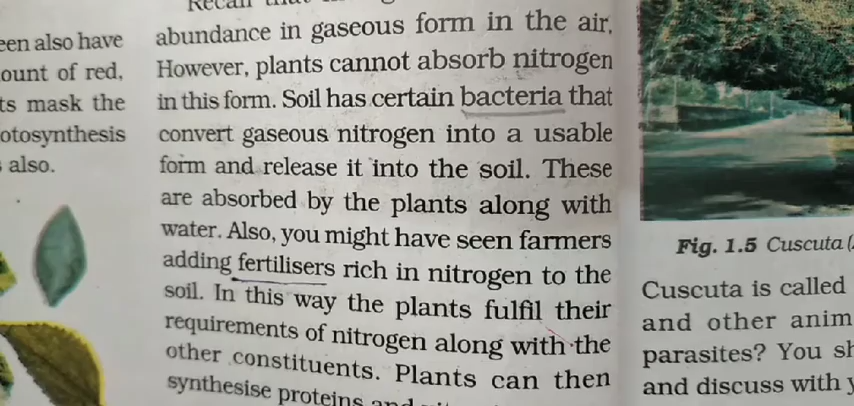 een also have
ount of red,
ts mask the
otosynthesis
also.
Recall that
abundance in gaseous form in the air.
However, plants cannot absorb nitrogen
in this form. Soil has certain bacteria that
convert gaseous nitrogen into a usable
form and release it into the soil. These
are absorbed by the plants along with
water. Also, you might have seen farmers
adding fertilisers rich in nitrogen to the
soil. In this way the plants fulfil their
requirements of nitrogen along with the
other constituents. Plants can then
synthesise proteins and
Fig. 1.5 Cuscuta (
Cuscuta is called
and other anim
parasites? You sh
and discuss with y